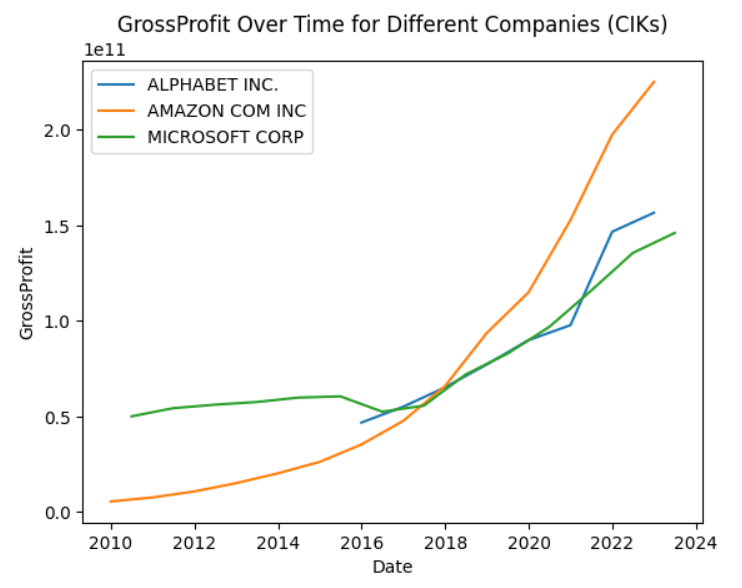 GrossProfit Over Time for Different Companies (CIKs)
1e11
ALPHABET INC.
AMAZON COM INC
MICROSOFT CORP
2.0
1.5
1.0
0.5
0.0
GrossProfit
2010 2012 2014 2016 2018 2020 2022 2024
Date